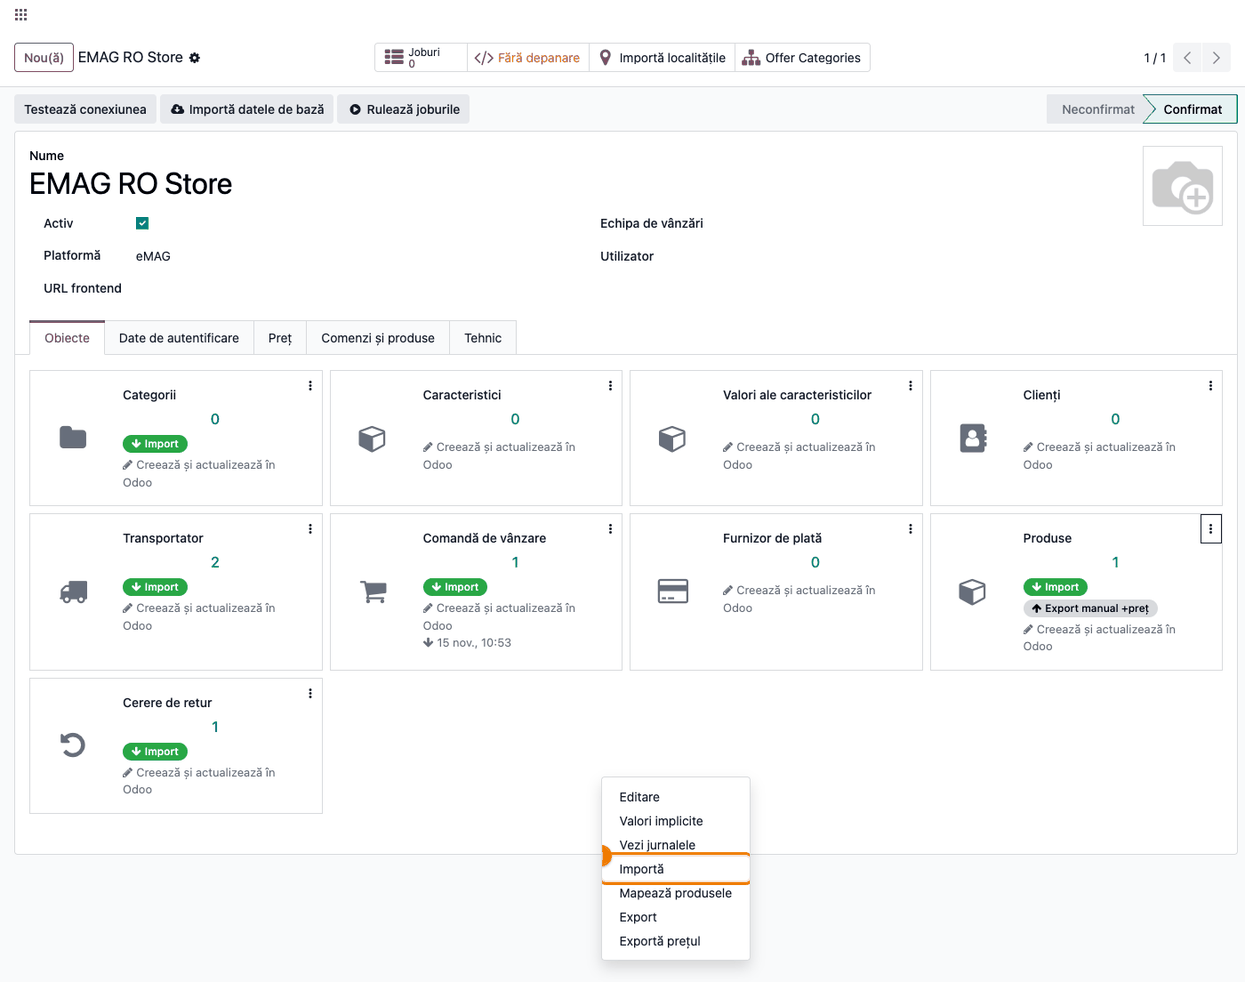 Nou(ă)
EMAG RO Store
Joburi
0
Fără depanare
Importă localitățile
Offer Categories
1 / 1
Testează conexiunea
Importă datele de bază
Rulează joburile
Neconfirmat
Confirmat
Nume
EMAG RO Store
Activ
Echipa de vânzări
Platformă
eMAG
Utilizator
URL frontend
Obiecte
Date de autentificare
Preț
Comenzi și produse
Tehnic
Categorii
0
Import
Creează și actualizează în
Odoo
Caracteristici
0
Creează și actualizează în
Odoo
Valori ale caracteristicilor
0
Creează și actualizează în
Odoo
Clienți
0
Creează și actualizează în
Odoo
Transportator
2
Import
Creează și actualizează în
Odoo
Comandă de vânzare
1
Import
Creează și actualizează în
Odoo
15 nov., 10:53
Furnizor de plată
0
Creează și actualizează în
Odoo
Produse
1
Import
Export manual +preț
Creează și actualizează în
Odoo
Cerere de retur
1
Import
Creează și actualizează în
Odoo
Editare
Valori implicite
Vezi jurnalele
Importă
Mapează produsele
Export
Exportă prețul